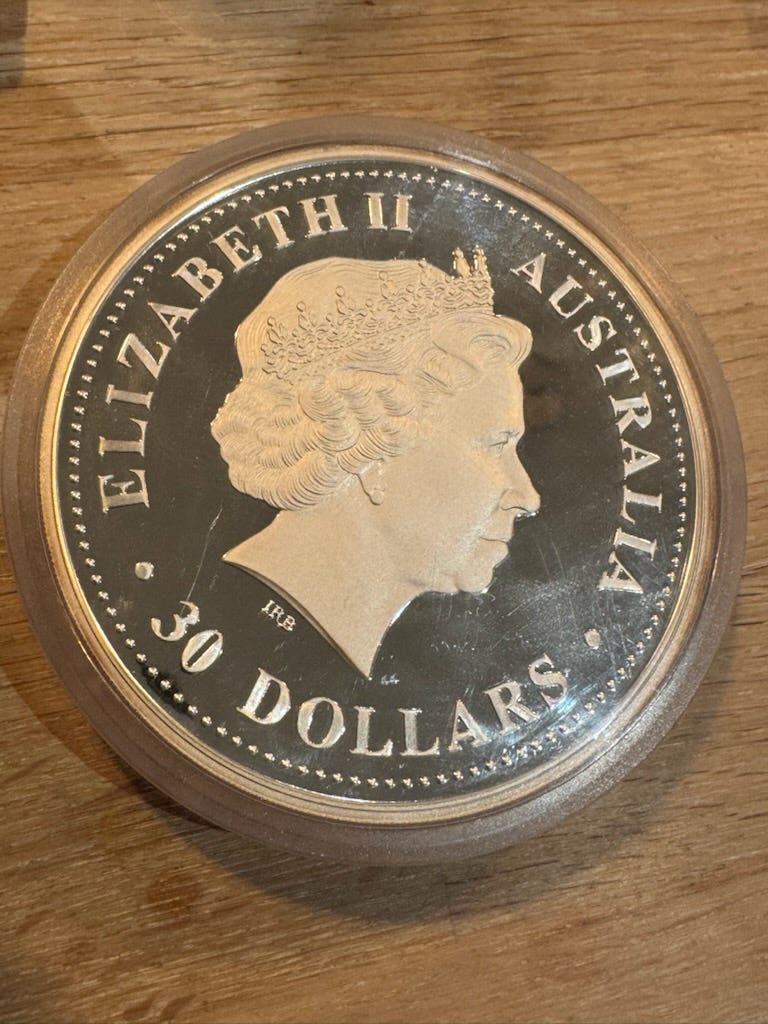 ELIZABETH II
AUSTRALIA
30 DOLLARS
IRB